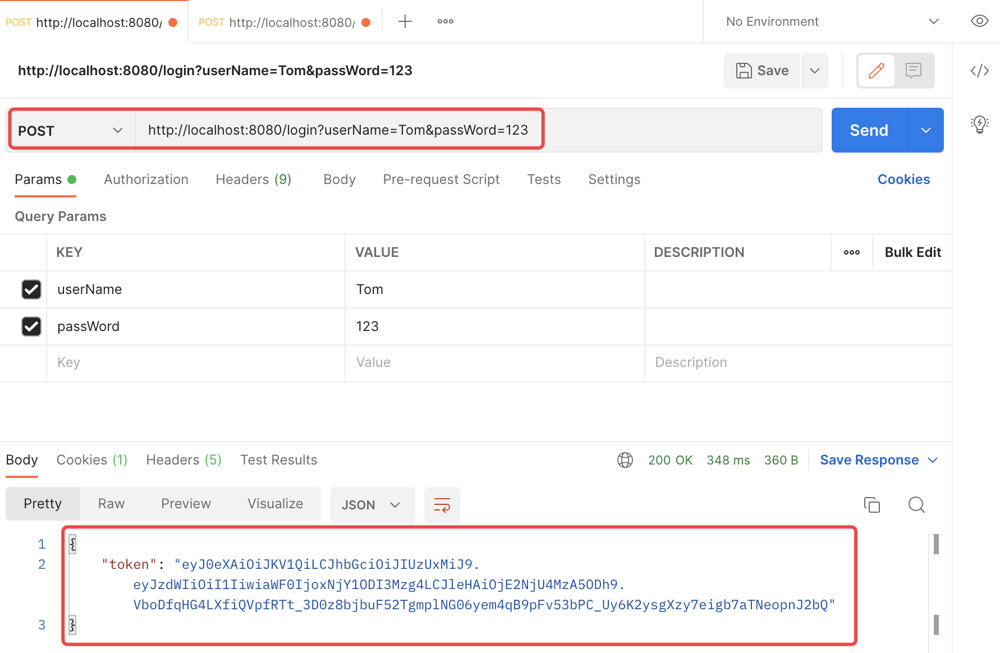 POST http://localhost:8080/ POST http://localhost:8080/ No Environment
http://localhost:8080/login?userName=Tom&passWord=123 Save
POST http://localhost:8080/login?userName=Tom&passWord=123 Send
Params Authorization Headers (9) Body Pre-request Script Tests Settings Cookies
Query Params
KEY VALUE DESCRIPTION ooo Bulk Edit
userName Tom
passWord 123
Key Value Description
Body Cookies (1) Headers (5) Test Results 200 OK 348 ms 360 B Save Response
Pretty Raw Preview Visualize JSON
1 {
2 "token": "eyJ0eXAiOiJKV1QiLCJhbGciOiJIUzUxMiJ9.
eyJzdWIiOiI1IiwiaWF0IjoxNjY1ODI3Mzg4LCJleHAiOjE2NjU4MzA5ODh9.
VboDfqHG4LXfiQVpfRTt_3D0z8bjbuF52TgmplNG06yem4qB9pFv53bPC_Uy6K2ysgXzy7eigb7aTNeopnJ2bQ"
3 }